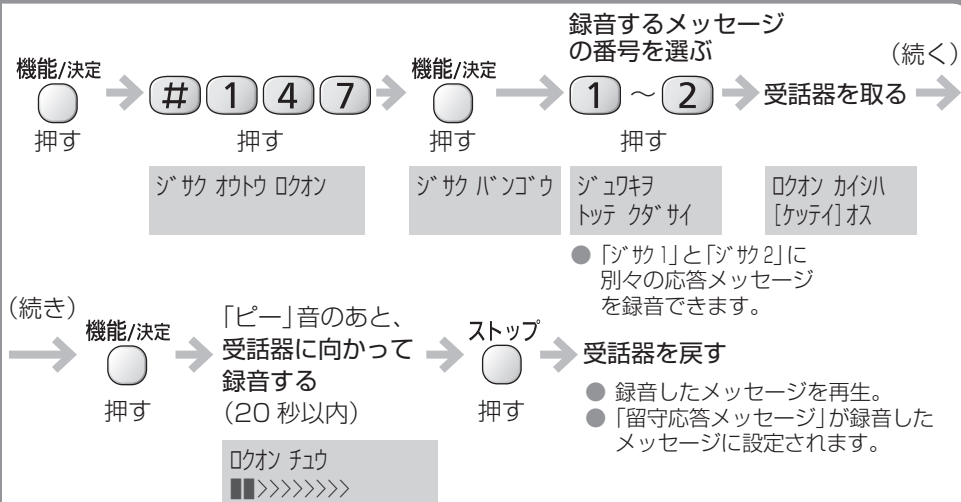 録音するメッセージ
の番号を選ぶ
(続く)
機能/決定
# 1 4 7
機能/決定
1 ～ 2
受話器を取る
押す
押す
押す
押す
ジサク オウトウ ロクオン
ジサク バンゴウ
ジュワキヲ
トッテ クダサイ
ロクオン カイシハ
[ケッテイ]オス
● 「ジサク1」と「ジサク2」に
別々の応答メッセージ
を録音できます。
(続き)
機能/決定
押す
「ピー」音のあと、
受話器に向かって
録音する
(20 秒以内)
ロクオン チュウ
▮▮>>>>>>>>
ストップ
押す
受話器を戻す
● 録音したメッセージを再生。
● 「留守応答メッセージ」が録音した
メッセージに設定されます。